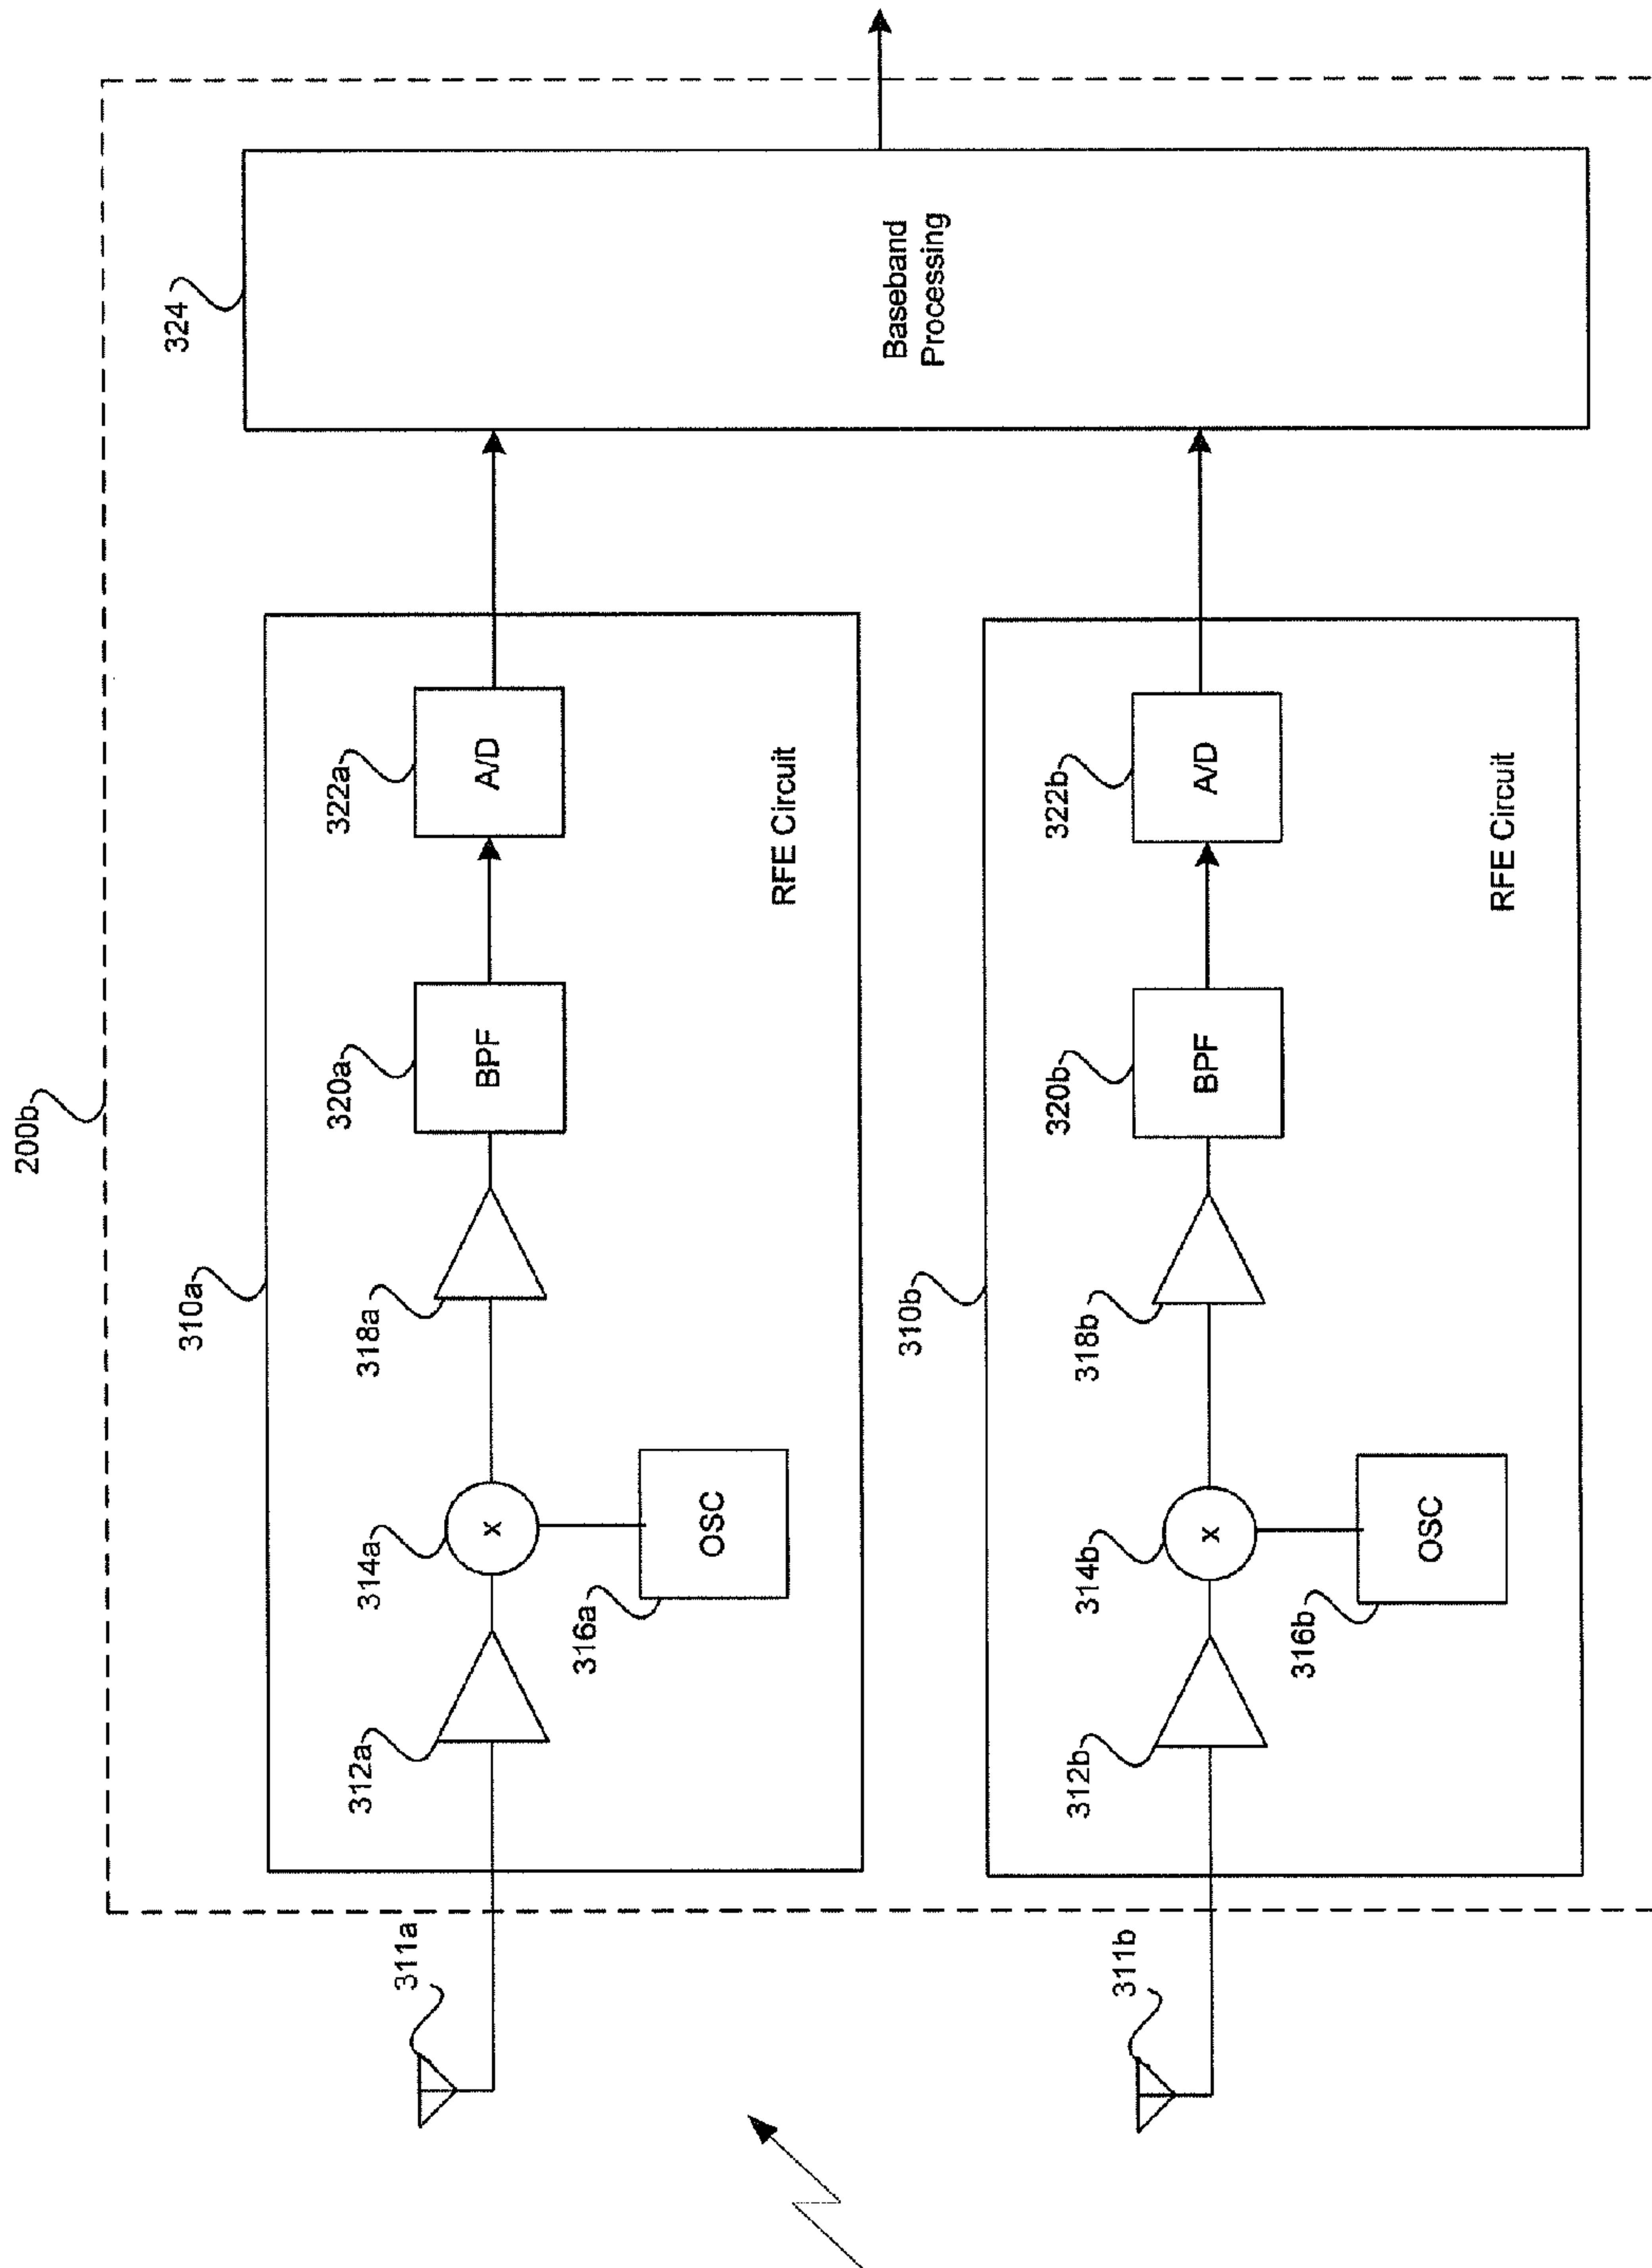 200b
324
Baseband
Processing
310a
311a
312a
314a
x
316a
OSC
318a
320a
BPF
322a
A/D
RFE Circuit
310b
311b
312b
314b
x
316b
OSC
318b
320b
BPF
322b
A/D
RFE Circuit